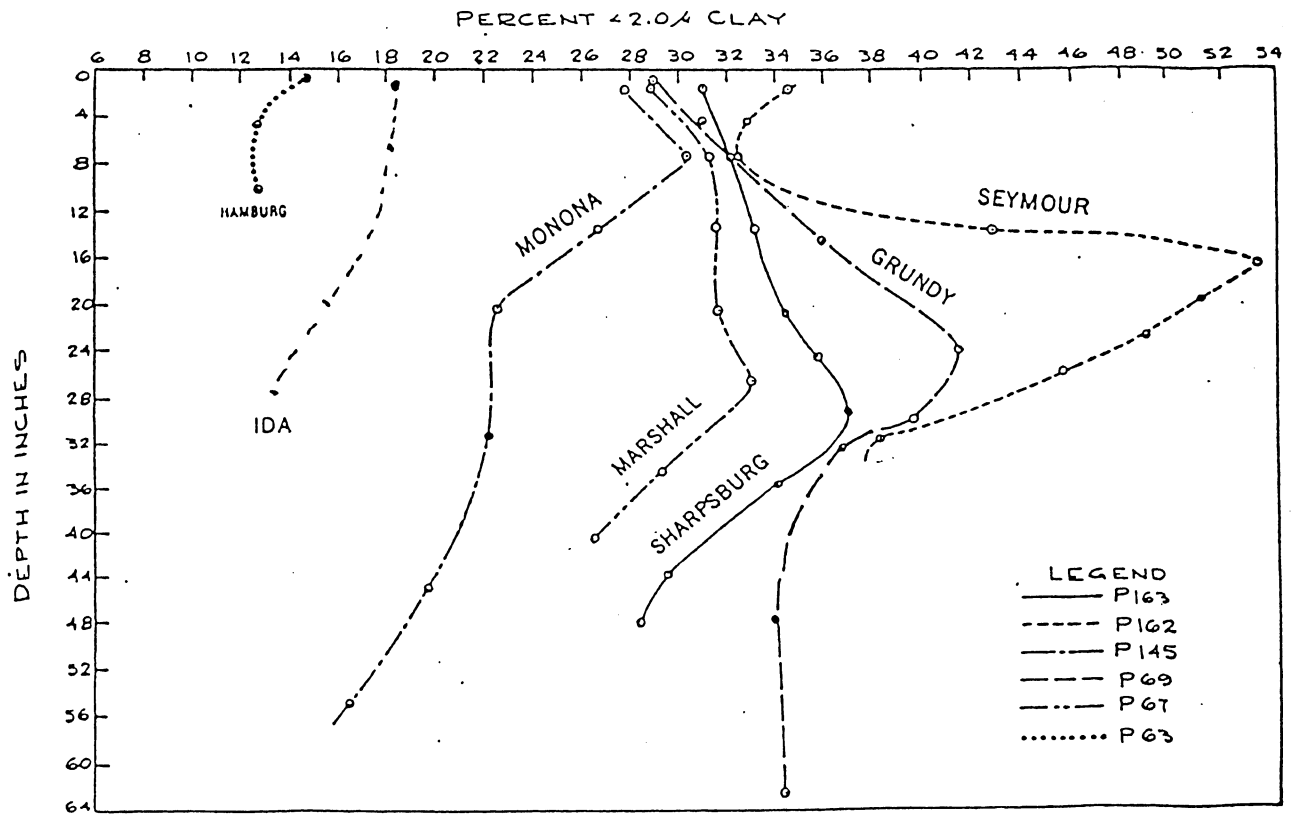 PERCENT <2.0μ CLAY
6 8 10 12 14 16 18 20 22 24 26 28 30 32 34 36 38 40 42 44 46 48 50 52 54
0
4
8
12
16
20
24
28
32
36
40
44
48
52
56
60
64
DEPTH IN INCHES
HAMBURG
IDA
MONONA
MARSHALL
SHARPSBURG
GRUNDY
SEYMOUR
LEGEND
P163
P162
P145
P69
P67
P63